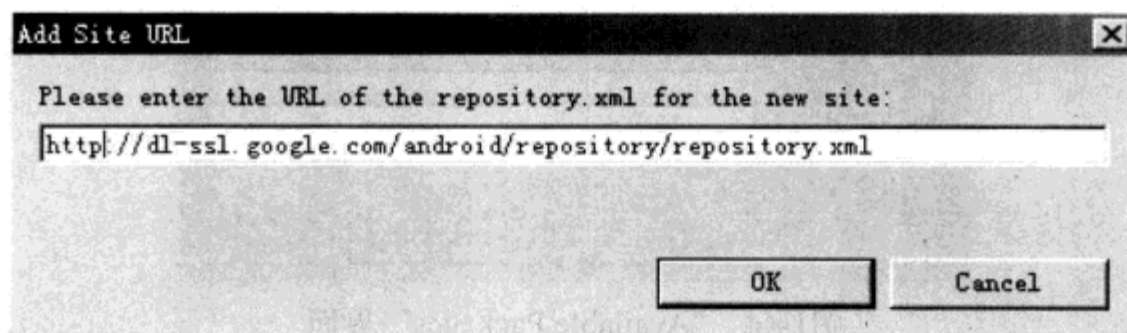 Add Site URL
Please enter the URL of the repository.xml for the new site:
http://dl-ssl.google.com/android/repository/repository.xml
OK
Cancel